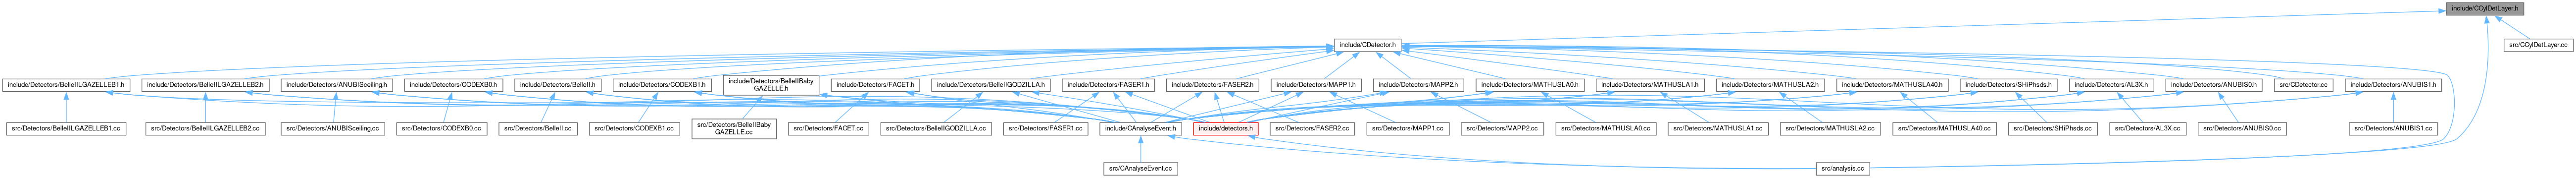 include/CCylDetLayer.h
include/CDetector.h
src/CCylDetLayer.cc
include/Detectors/BelleIILGAZELLEB1.h
include/Detectors/BelleIILGAZELLEB2.h
include/Detectors/ANUBISceiling.h
include/Detectors/CODEXB0.h
include/Detectors/BelleII.h
include/Detectors/CODEXB1.h
include/Detectors/BelleIIBaby
GAZELLE.h
include/Detectors/FACET.h
include/Detectors/BelleIIGODZILLA.h
include/Detectors/FASER1.h
include/Detectors/FASER2.h
include/Detectors/MAPP1.h
include/Detectors/MAPP2.h
include/Detectors/MATHUSLA0.h
include/Detectors/MATHUSLA1.h
include/Detectors/MATHUSLA2.h
include/Detectors/MATHUSLA40.h
include/Detectors/SHiPhsds.h
include/Detectors/AL3X.h
include/Detectors/ANUBIS0.h
src/CDetector.cc
include/Detectors/ANUBIS1.h
src/Detectors/BelleIILGAZELLEB1.cc
src/Detectors/BelleIILGAZELLEB2.cc
src/Detectors/ANUBISceiling.cc
src/Detectors/CODEXB0.cc
src/Detectors/BelleII.cc
src/Detectors/CODEXB1.cc
src/Detectors/BelleIIBaby
GAZELLE.cc
src/Detectors/FACET.cc
src/Detectors/BelleIIGODZILLA.cc
src/Detectors/FASER1.cc
include/CAnalyseEvent.h
include/detectors.h
src/Detectors/FASER2.cc
src/Detectors/MAPP1.cc
src/Detectors/MAPP2.cc
src/Detectors/MATHUSLA0.cc
src/Detectors/MATHUSLA1.cc
src/Detectors/MATHUSLA2.cc
src/Detectors/MATHUSLA40.cc
src/Detectors/SHiPhsds.cc
src/Detectors/AL3X.cc
src/Detectors/ANUBIS0.cc
src/Detectors/ANUBIS1.cc
src/CAnalyseEvent.cc
src/analysis.cc